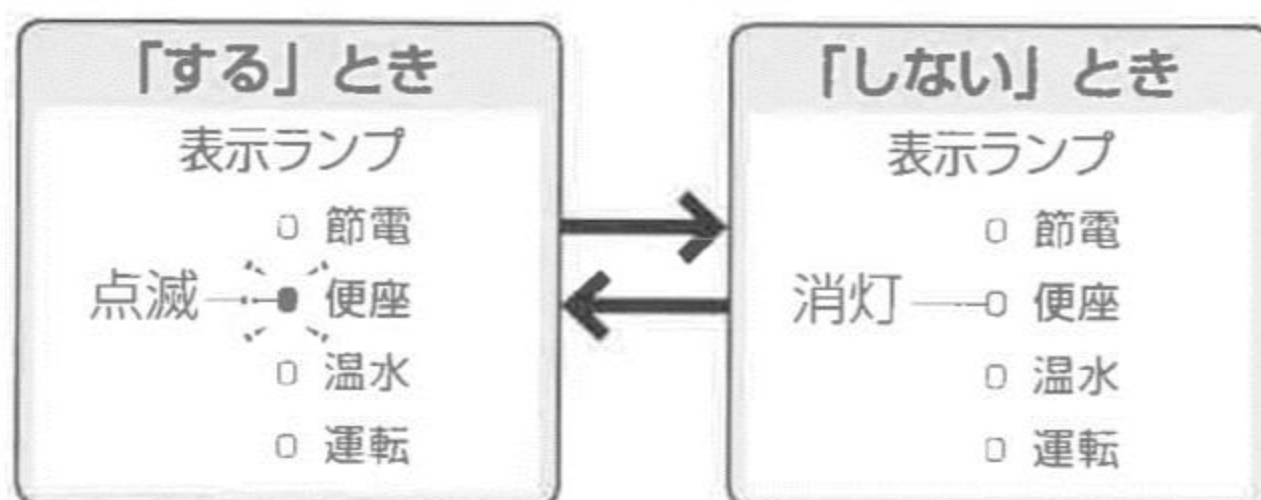 「する」とき
表示ランプ
節電
点滅 便座
温水
運転
「しない」とき
表示ランプ
節電
消灯 便座
温水
運転